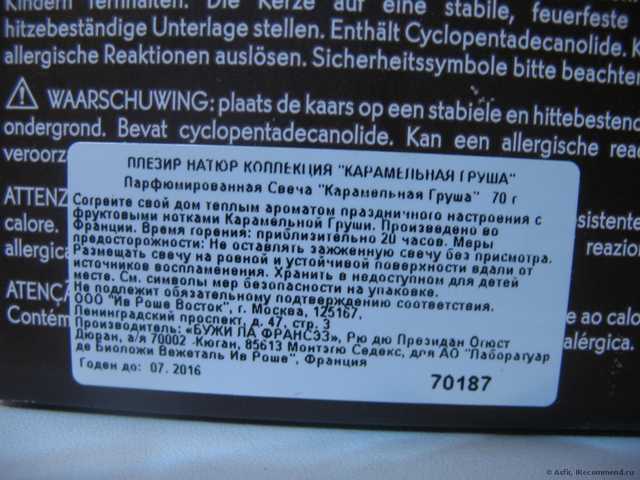 Kindern fernhalten. Die Kerze auf eine stabile, feuerfeste
hitzebeständige Unterlage stellen. Enthält Cyclopentadecanolide. K
allergische Reaktionen auslösen. Sicherheitssymbole bitte beachten
WAARSCHUWING: plaats de kaars op een stabiele en hittebesten
ondergrond. Bevat cyclopentadecanolide. Kan een allergische rea
veroorz
ПЛЕЗИР НАТЮР КОЛЛЕКЦИЯ "КАРАМЕЛЬНАЯ ГРУША"
Парфюмированная Свеча "Карамельная Груша" 70 г
Согрейте свой дом теплым ароматом праздничного настроения с
фруктовыми нотками Карамельной Груши. Произведено во
Франции. Время горения: приблизительно 20 часов. Меры
предосторожности: Не оставлять зажженную свечу без присмотра.
Размещать свечу на ровной и устойчивой поверхности вдали от
источников воспламенения. Хранить в недоступном для детей
месте. См. символы мер безопасности на упаковке.
Не подлежит обязательному подтверждению соответствия.
ООО "Ив Роше Восток", г. Москва, 125167,
Ленинградский проспект, д. 47, стр. 3
Производитель: «БУЖИ ЛА ФРАНСЭЗ», Рю дю Президан Огюст
Дюран, а/я 70002 -Кюган, 85613 Монтэгю Седекс, для АО "Лаборатуар
де Биоложи Вежеталь Ив Роше", Франция
Годен до: 07. 2016
70187
ATTENZ
sistente
calore.
reazion
allergica
ATENÇÃ
e ao calo
Contém
alérgica.
© Asfk, IRecommend.ru